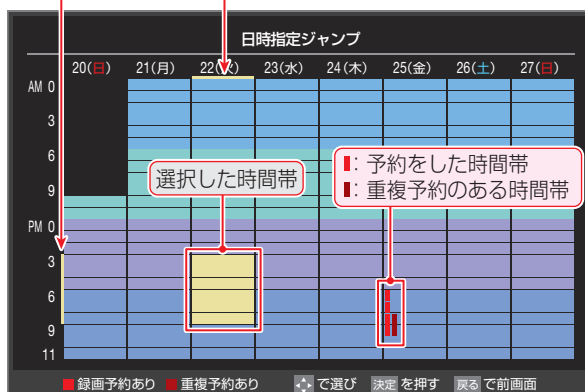 日時指定ジャンプ
20(日) 21(月) 22(火) 23(水) 24(木) 25(金) 26(土) 27(日)
AM 0
3
6
選択した時間帯
：予約をした時間帯
：重複予約のある時間帯
9
PM 0
3
6
9
11
録画予約あり 重複予約あり で選び 決定 を押す 戻る で前画面